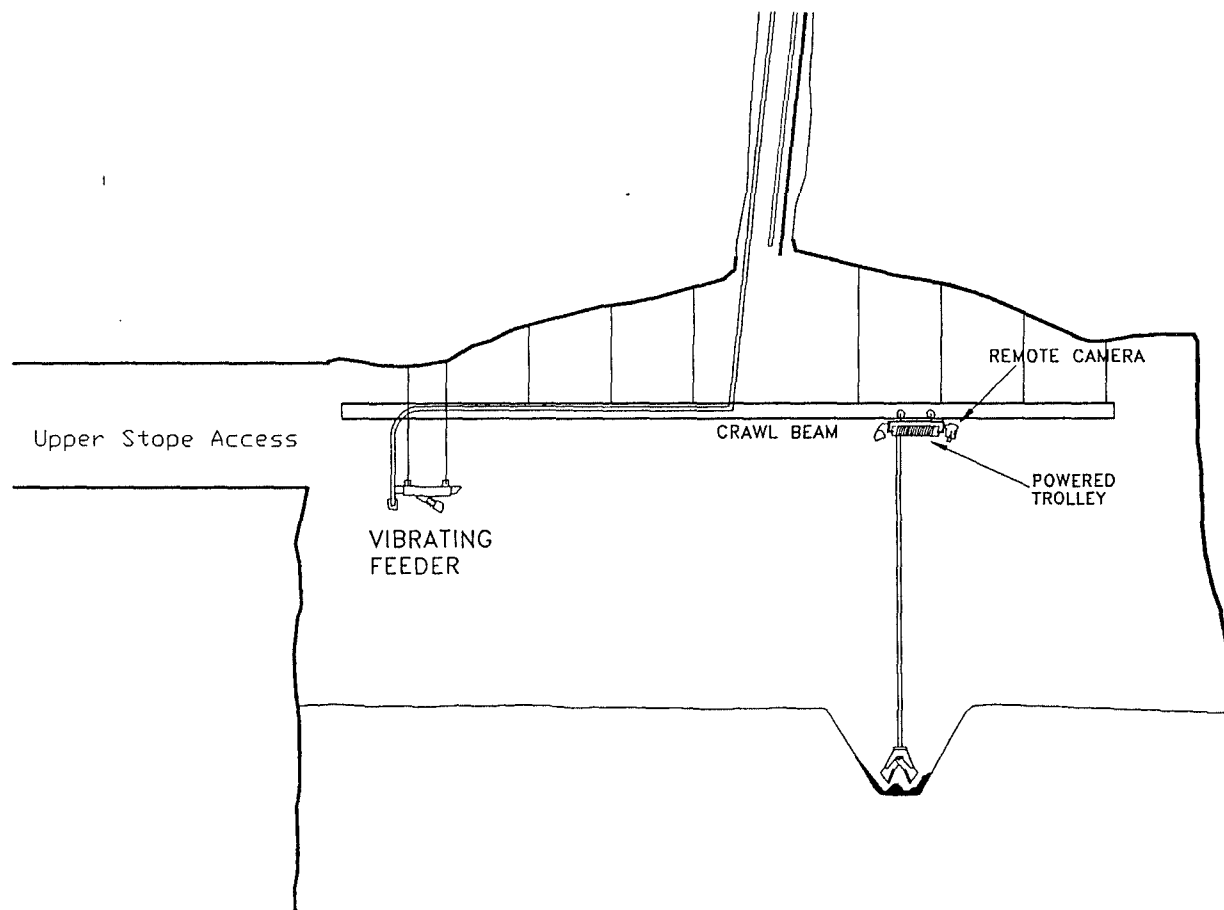 REMOTE CAMERA
Upper Stope Access
CRAWL BEAM
POWERED
TROLLEY
VIBRATING
FEEDER